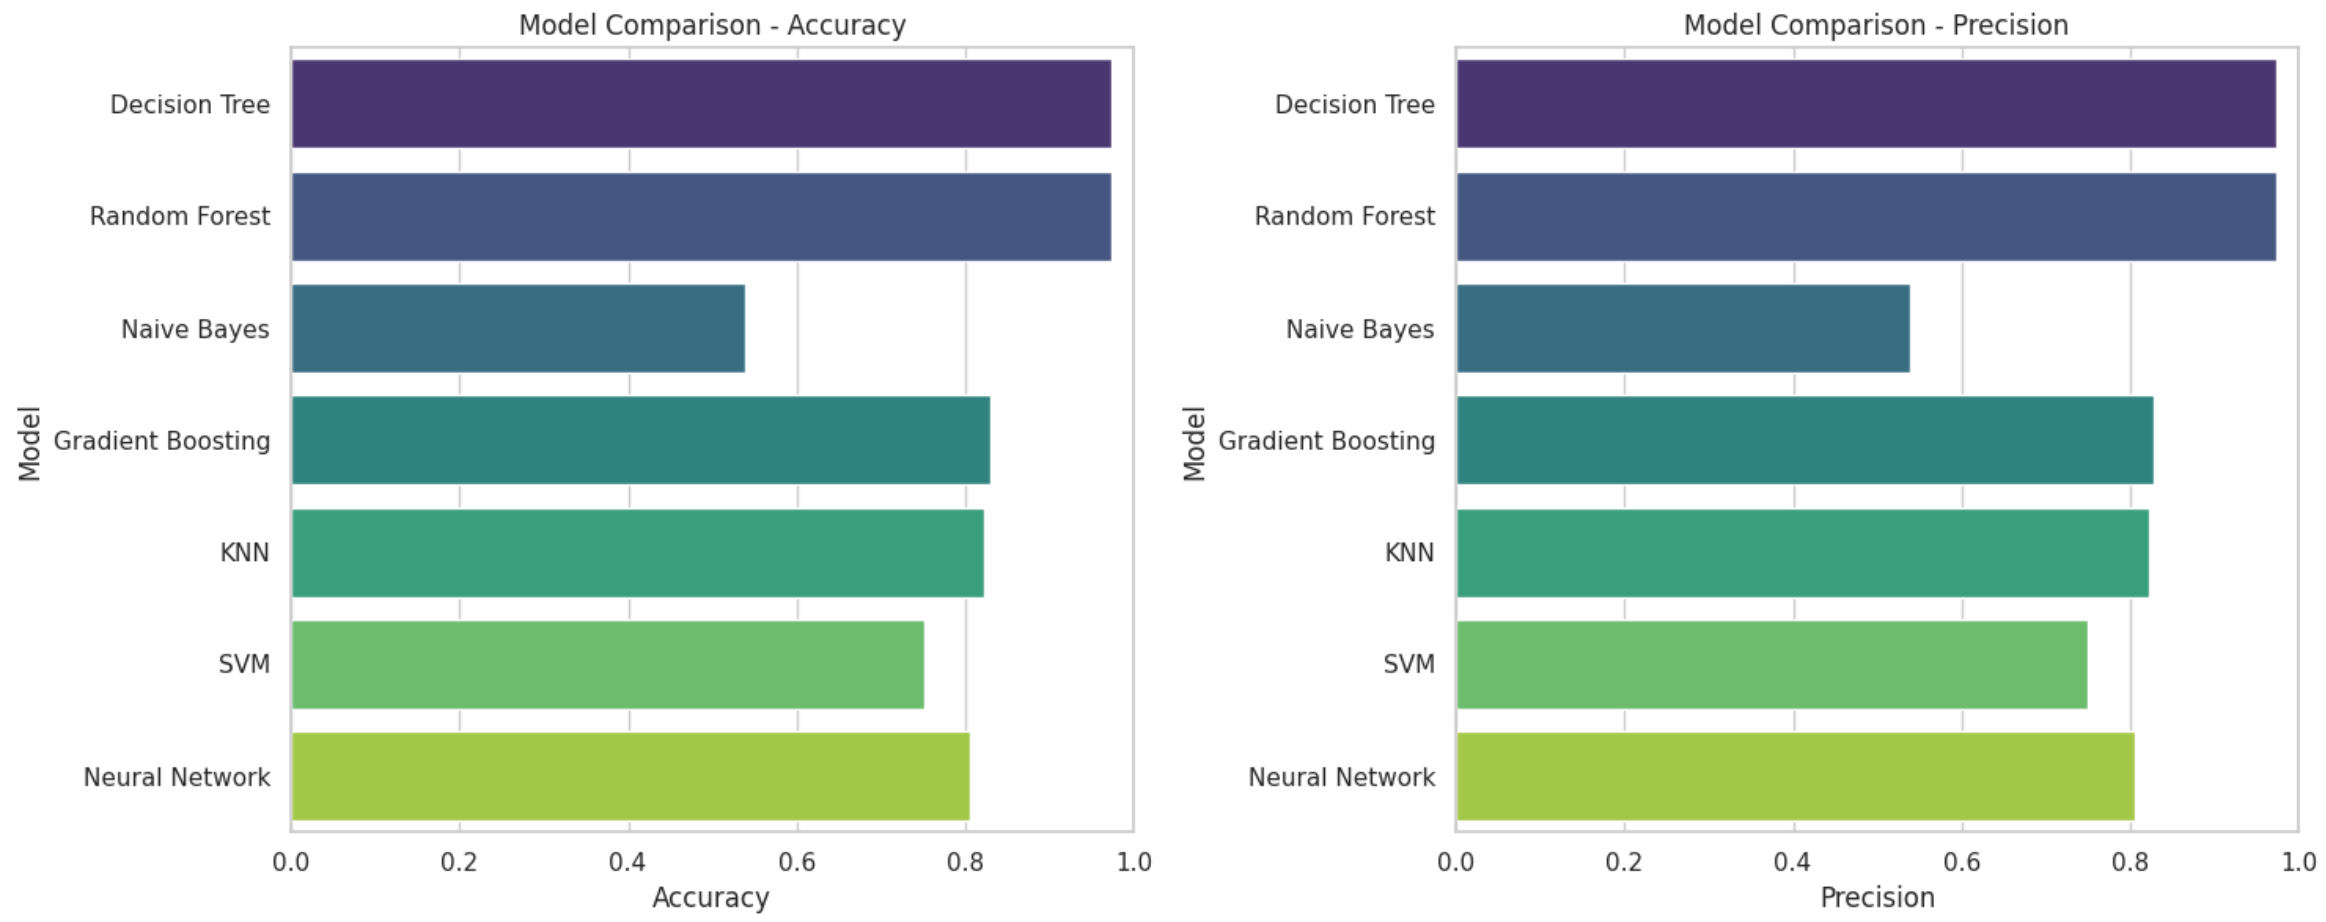 Model Comparison - Accuracy
Model
Decision Tree
Random Forest
Naive Bayes
Gradient Boosting
KNN
SVM
Neural Network
0.0 0.2 0.4 0.6 0.8 1.0
Accuracy
Model Comparison - Precision
Model
Decision Tree
Random Forest
Naive Bayes
Gradient Boosting
KNN
SVM
Neural Network
0.0 0.2 0.4 0.6 0.8 1.0
Precision